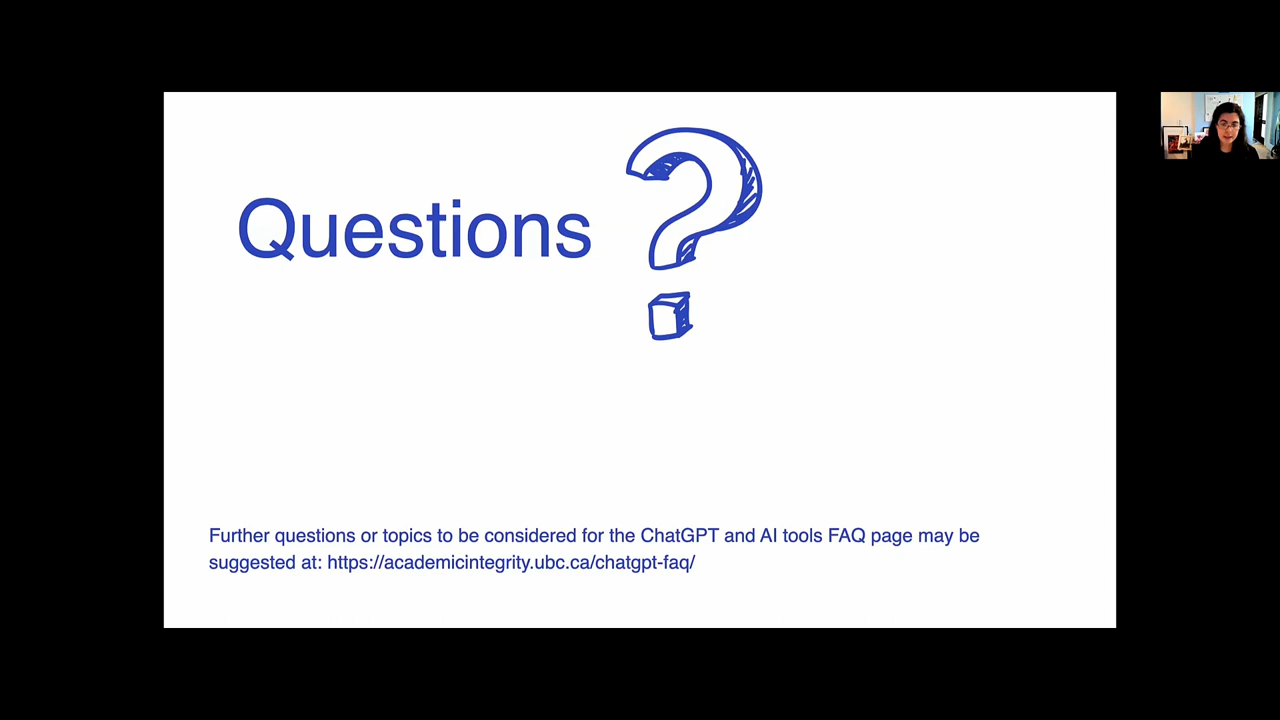 Questions ?
Further questions or topics to be considered for the ChatGPT and AI tools FAQ page may be
suggested at: https://academicintegrity.ubc.ca/chatgpt-faq/